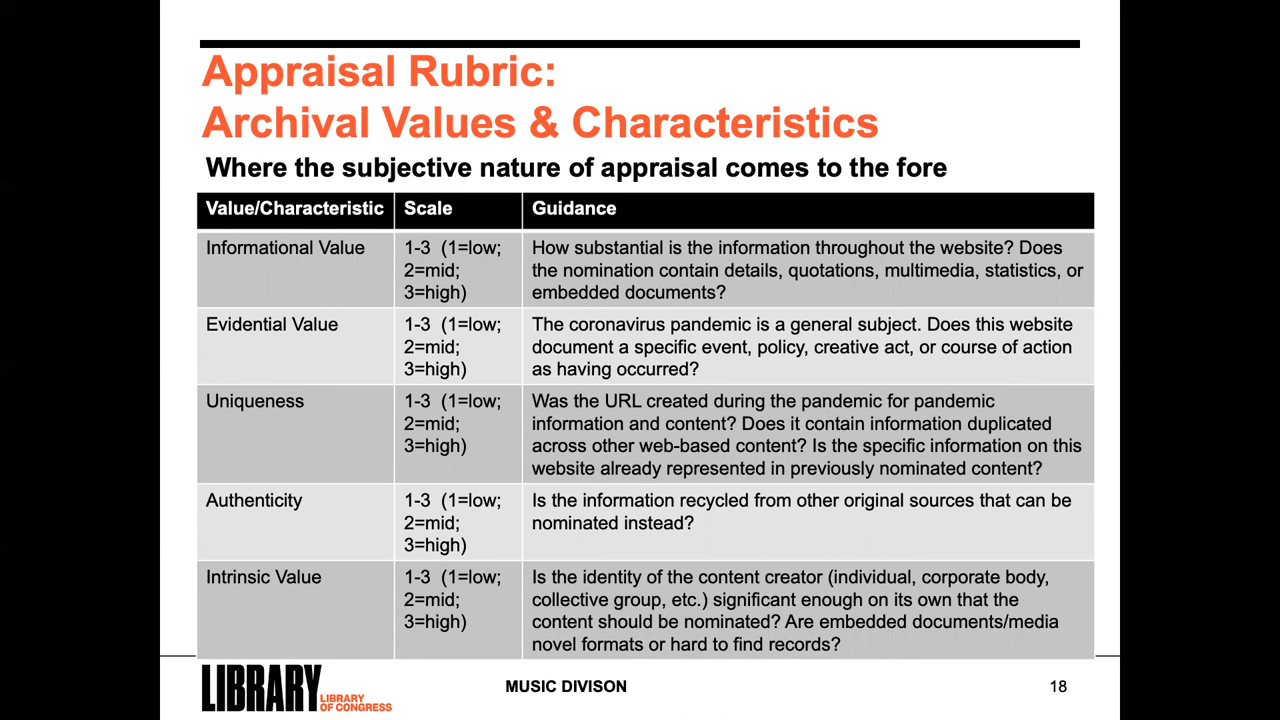 Appraisal Rubric:
Archival Values & Characteristics
Where the subjective nature of appraisal comes to the fore
Value/Characteristic Scale Guidance
Informational Value
1-3 (1=low;
2=mid;
3=high)
How substantial is the information throughout the website? Does
the nomination contain details, quotations, multimedia, statistics, or
embedded documents?
Evidential Value
1-3 (1=low;
2=mid;
3=high)
The coronavirus pandemic is a general subject. Does this website
document a specific event, policy, creative act, or course of action
as having occurred?
Uniqueness
1-3 (1=low;
2=mid;
3=high)
Was the URL created during the pandemic for pandemic
information and content? Does it contain information duplicated
across other web-based content? Is the specific information on this
website already represented in previously nominated content?
Authenticity
1-3 (1=low;
2=mid;
3=high)
Is the information recycled from other original sources that can be
nominated instead?
Intrinsic Value
1-3 (1=low;
2=mid;
3=high)
Is the identity of the content creator (individual, corporate body,
collective group, etc.) significant enough on its own that the
content should be nominated? Are embedded documents/media
novel formats or hard to find records?
LIBRARY
LIBRARY
OF CONGRESS
MUSIC DIVISON
18